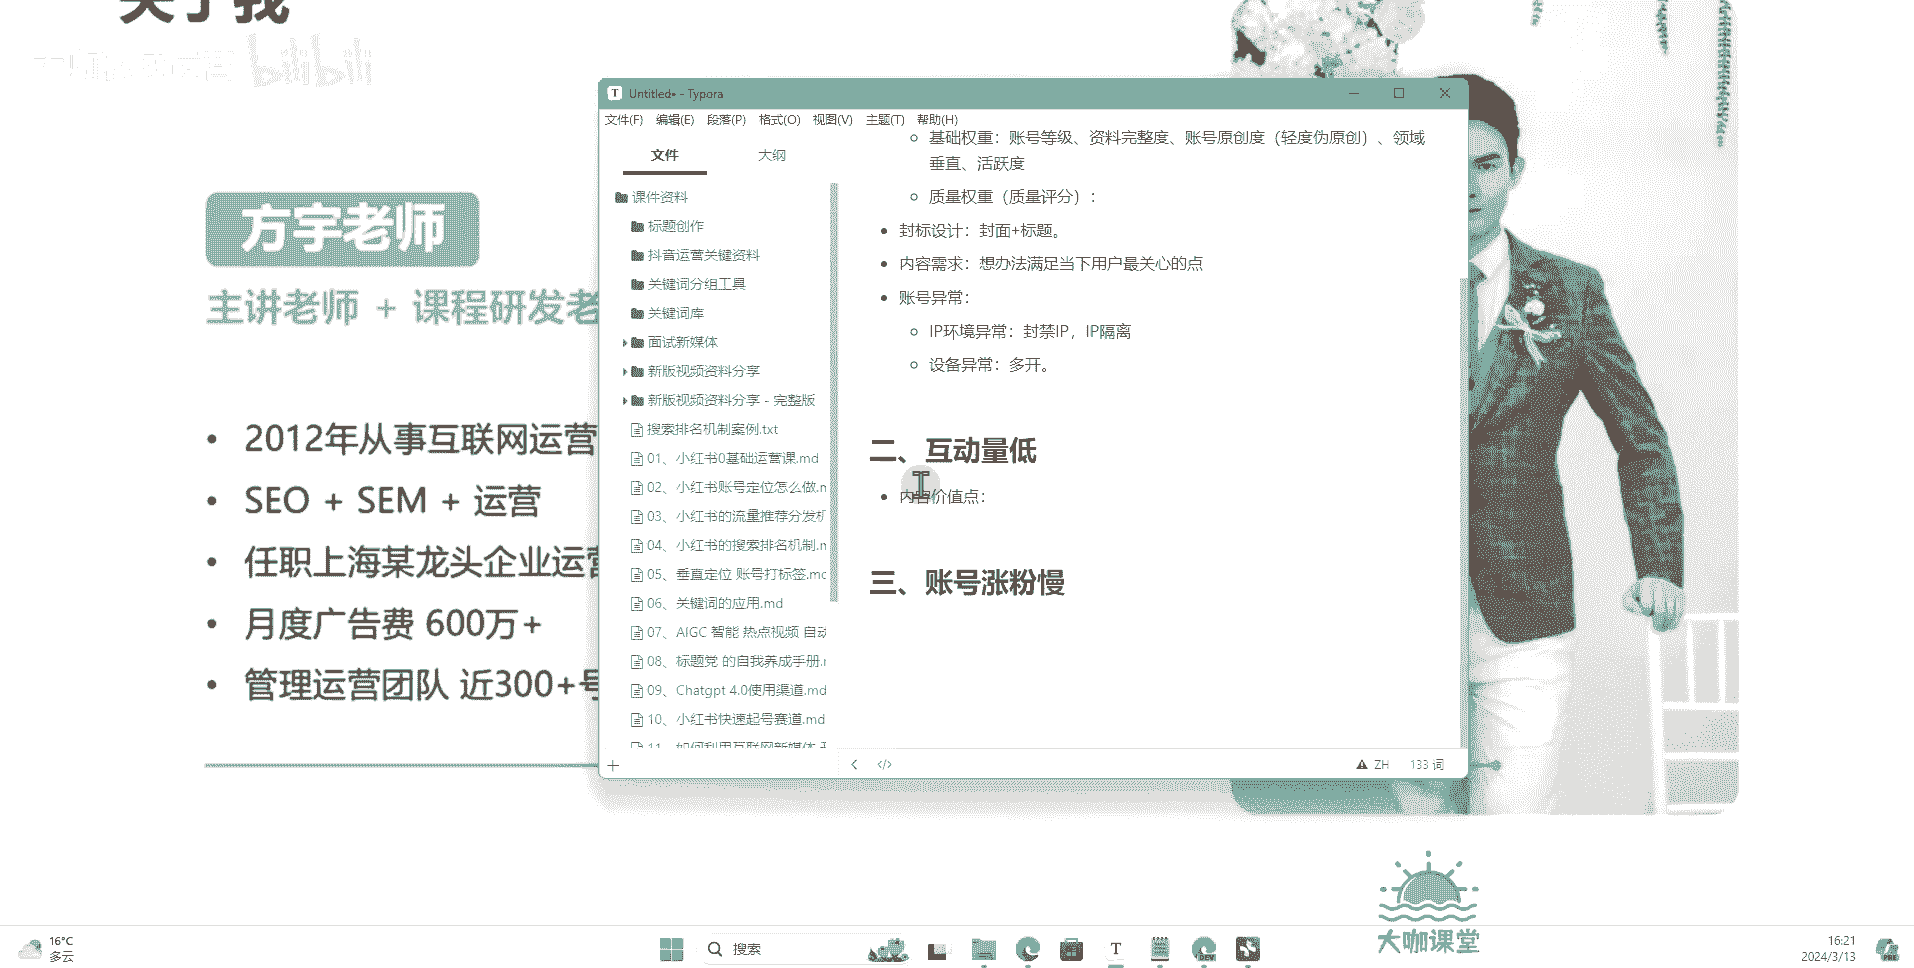 关于我
bilibili
方宇老师
主讲老师 + 课程研发老
2012年从事互联网运营
SEO + SEM + 运营
任职上海某龙头企业运营
月度广告费 600万+
管理运营团队 近300+号
Untitled• - Typora
文件(F) 编辑(E) 段落(P) 格式(O) 视图(V) 主题(T) 帮助(H)
文件 大纲
课件资料
标题创作
抖音运营关键资料
关键词分组工具
关键词库
面试新媒体
新版视频资料分享
新版视频资料分享 - 完整版
搜索排名机制案例.txt
01、小红书0基础运营课.md
02、小红书账号定位怎么做.m
03、小红书的流量推荐分发机
04、小红书的搜索排名机制.m
05、垂直定位 账号打标签.mc
06、关键词的应用.md
07、AIGC 智能 热点视频 自动
08、标题党 的自我养成手册.r
09、Chatgpt 4.0使用渠道.md
10、小红书快速起号赛道.md
11、如何利用互联网新媒体
基础权重：账号等级、资料完整度、账号原创度（轻度伪原创）、领域
垂直、活跃度
质量权重（质量评分）：
封标设计：封面+标题。
内容需求：想办法满足当下用户最关心的点
账号异常：
IP环境异常：封禁IP，IP隔离
设备异常：多开。
二、互动量低
内容价值点：
三、账号涨粉慢
ZH 133 词
大咖课堂
16°C
多云
搜索
16:21
2024/3/13